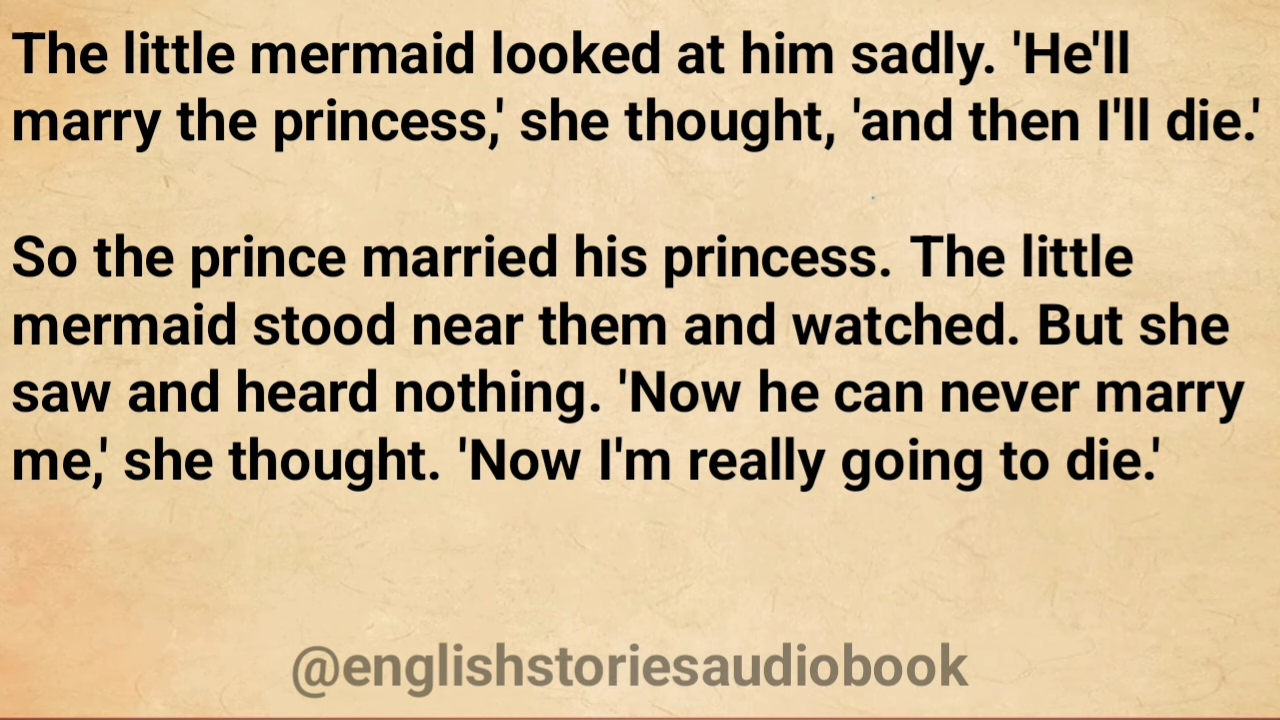 The little mermaid looked at him sadly. 'He'll
marry the princess,' she thought, 'and then I'll die.'
So the prince married his princess. The little
mermaid stood near them and watched. But she
saw and heard nothing. 'Now he can never marry
me,' she thought. 'Now I'm really going to die.'
@englishstoriesaudiobook